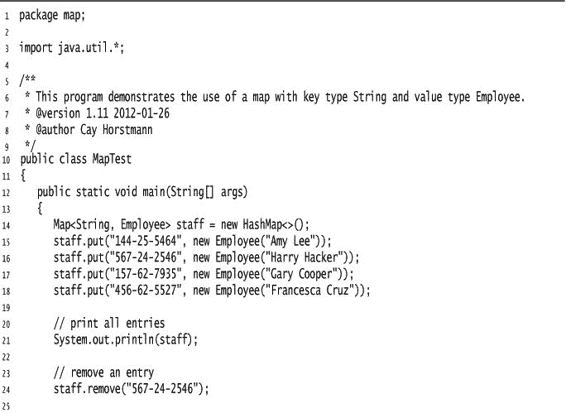 1 package map;
2
3 import java.util.*;
4
5 /**
6  * This program demonstrates the use of a map with key type String and value type Employee.
7  * @version 1.11 2012-01-26
8  * @author Cay Horstmann
9  */
10 public class MapTest
11 {
12    public static void main(String[] args)
13    {
14       Map<String, Employee> staff = new HashMap<>();
15       staff.put("144-25-5464", new Employee("Amy Lee"));
16       staff.put("567-24-2546", new Employee("Harry Hacker"));
17       staff.put("157-62-7935", new Employee("Gary Cooper"));
18       staff.put("456-62-5527", new Employee("Francesca Cruz"));
19
20       // print all entries
21       System.out.println(staff);
22
23       // remove an entry
24       staff.remove("567-24-2546");
25